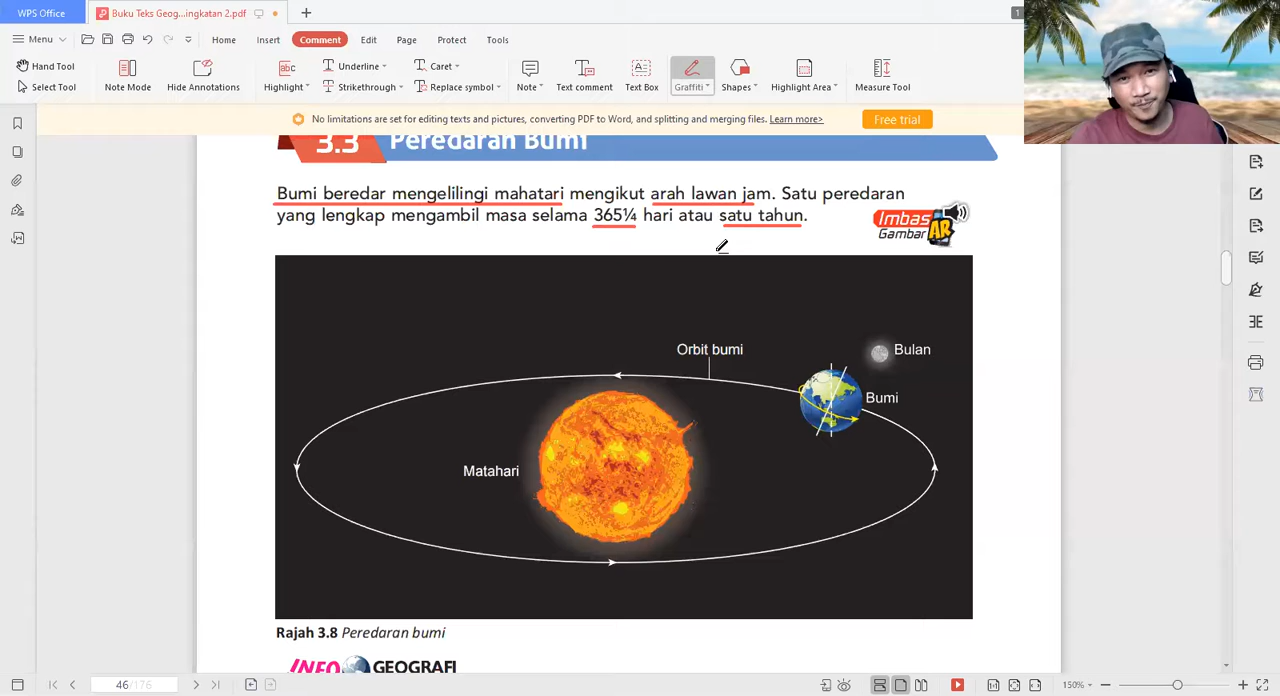 WPS Office
Buku Teks Geog...ingkatan 2.pdf
1
Menu
Home
Insert
Comment
Edit
Page
Protect
Tools
Hand Tool
Select Tool
Note Mode
Hide Annotations
Highlight
Underline
Strikethrough
Caret
Replace symbol
Note
Text comment
Text Box
Graffiti
Shapes
Highlight Area
Measure Tool
No limitations are set for editing texts and pictures, converting PDF to Word, and splitting and merging files. Learn more>
Free trial
3.3 Peredaran Bumi
Bumi beredar mengelilingi mahatari mengikut arah lawan jam. Satu peredaran
yang lengkap mengambil masa selama 365¼ hari atau satu tahun.
Imbas
Gambar AR
Orbit bumi
Bulan
Bumi
Matahari
Rajah 3.8 Peredaran bumi
INFO GEOGRAFI
46/176
150%